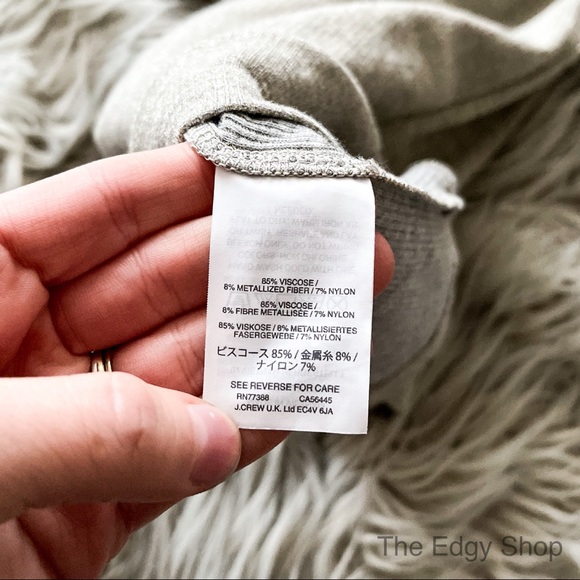 85% VISCOSE /
8% METALLIZED FIBER / 7% NYLON
85% VISCOSE /
8% FIBRE METALLISÉE / 7% NYLON
85% VISKOSE / 8% METALLISIERTES
FASERGEWEBE / 7% NYLON
ビスコース 85% / 金属糸 8% /
ナイロン 7%
SEE REVERSE FOR CARE
RN77388 CA56445
J.CREW U.K. Ltd EC4V 6JA
The Edgy Shop